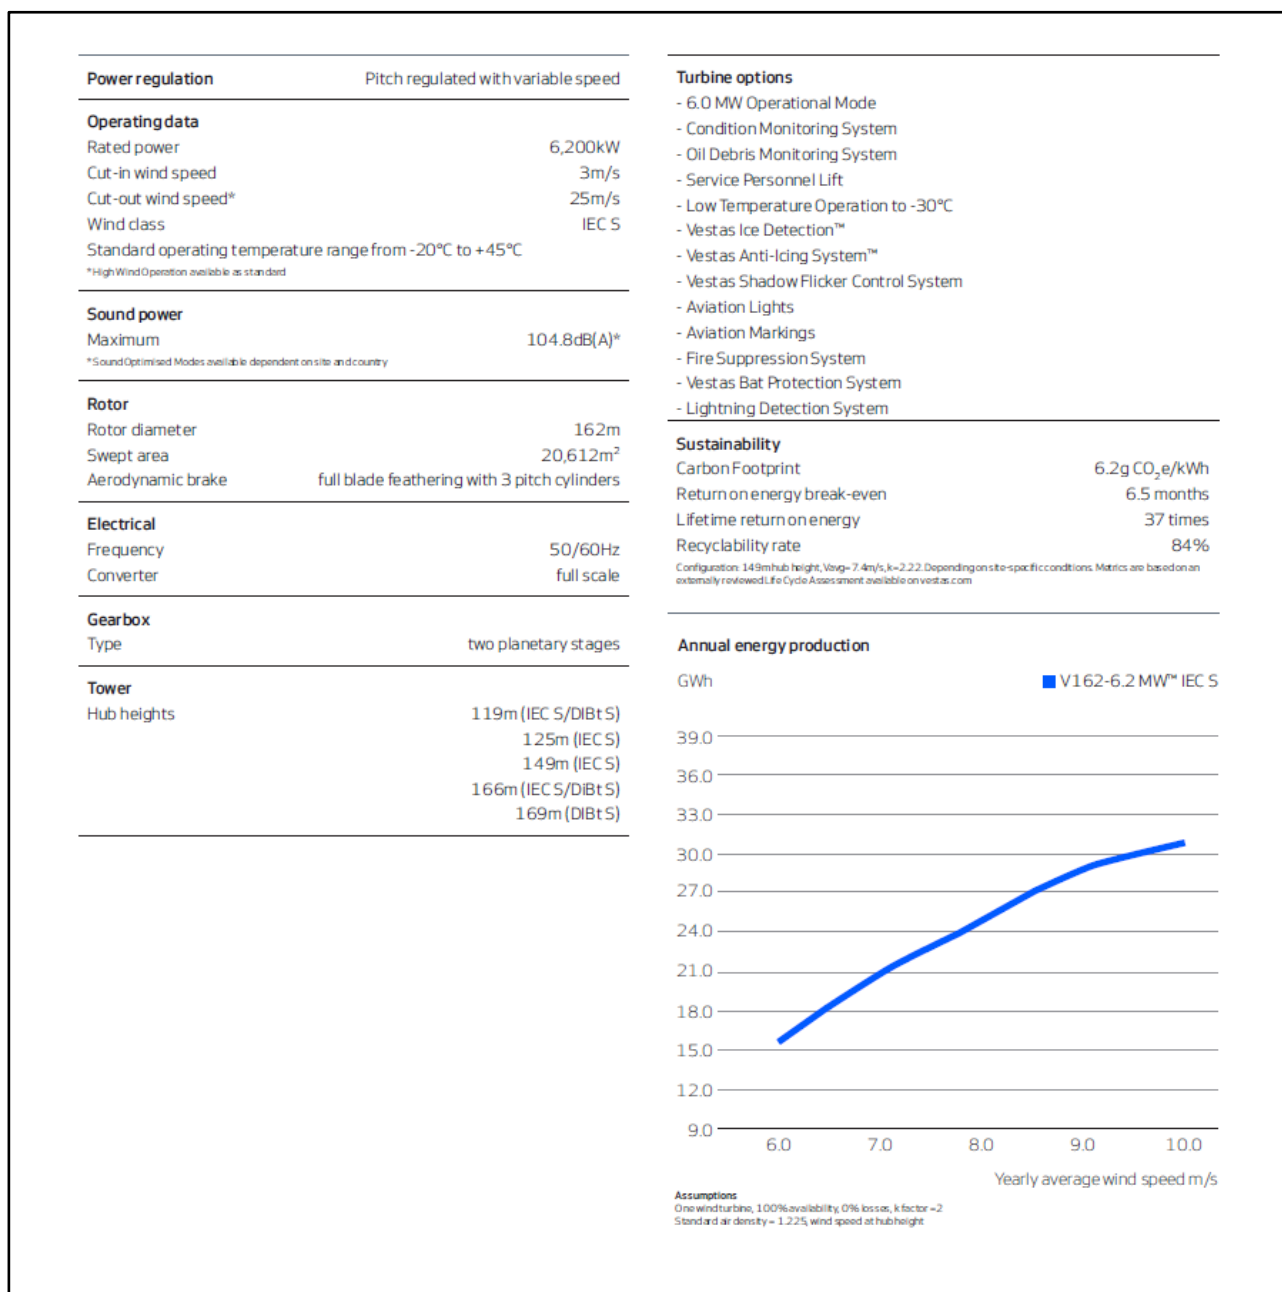 Power regulation Pitch regulated with variable speed
Operating data
Rated power 6,200kW
Cut-in wind speed 3m/s
Cut-out wind speed* 25m/s
Wind class IEC S
Standard operating temperature range from -20°C to +45°C
*High Wind Operation available as standard
Sound power
Maximum 104.8dB(A)*
*Sound Optimised Modes available dependent on site and country
Rotor
Rotor diameter 162m
Swept area 20,612m²
Aerodynamic brake full blade feathering with 3 pitch cylinders
Electrical
Frequency 50/60Hz
Converter full scale
Gearbox
Type two planetary stages
Tower
Hub heights 119m (IEC S/DIBt S)
125m (IEC S)
149m (IEC S)
166m (IEC S/DiBt S)
169m (DIBt S)
Turbine options
- 6.0 MW Operational Mode
- Condition Monitoring System
- Oil Debris Monitoring System
- Service Personnel Lift
- Low Temperature Operation to -30°C
- Vestas Ice Detection™
- Vestas Anti-Icing System™
- Vestas Shadow Flicker Control System
- Aviation Lights
- Aviation Markings
- Fire Suppression System
- Vestas Bat Protection System
- Lightning Detection System
Sustainability
Carbon Footprint 6.2g CO₂e/kWh
Return on energy break-even 6.5 months
Lifetime return on energy 37 times
Recyclability rate 84%
Configuration: 149m hub height, Vavg=7.4m/s, k=2.22. Depending on site-specific conditions. Metrics are based on an
externally reviewed Life Cycle Assessment available on vestas.com
Annual energy production
GWh V162-6.2 MW™ IEC S
39.0
36.0
33.0
30.0
27.0
24.0
21.0
18.0
15.0
12.0
9.0
6.0 7.0 8.0 9.0 10.0
Yearly average wind speed m/s
Assumptions
One wind turbine, 100% availability, 0% losses, k factor =2
Standard air density = 1.225, wind speed at hub height